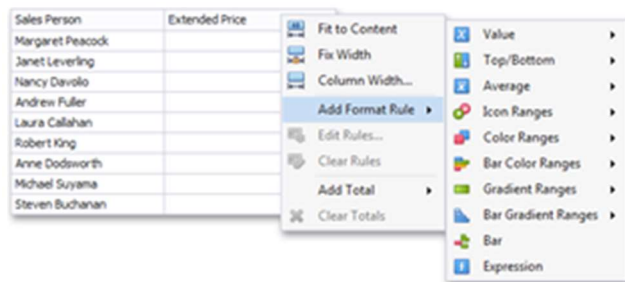 Sales Person
Extended Price
Margaret Peacock
Janet Leverling
Nancy Davolio
Andrew Fuller
Laura Callahan
Robert King
Anne Dodsworth
Michael Suyama
Steven Buchanan
Fit to Content
Fix Width
Column Width...
Add Format Rule
Edit Rules...
Clear Rules
Add Total
Clear Totals
Value
Top/Bottom
Average
Icon Ranges
Color Ranges
Bar Color Ranges
Gradient Ranges
Bar Gradient Ranges
Bar
Expression